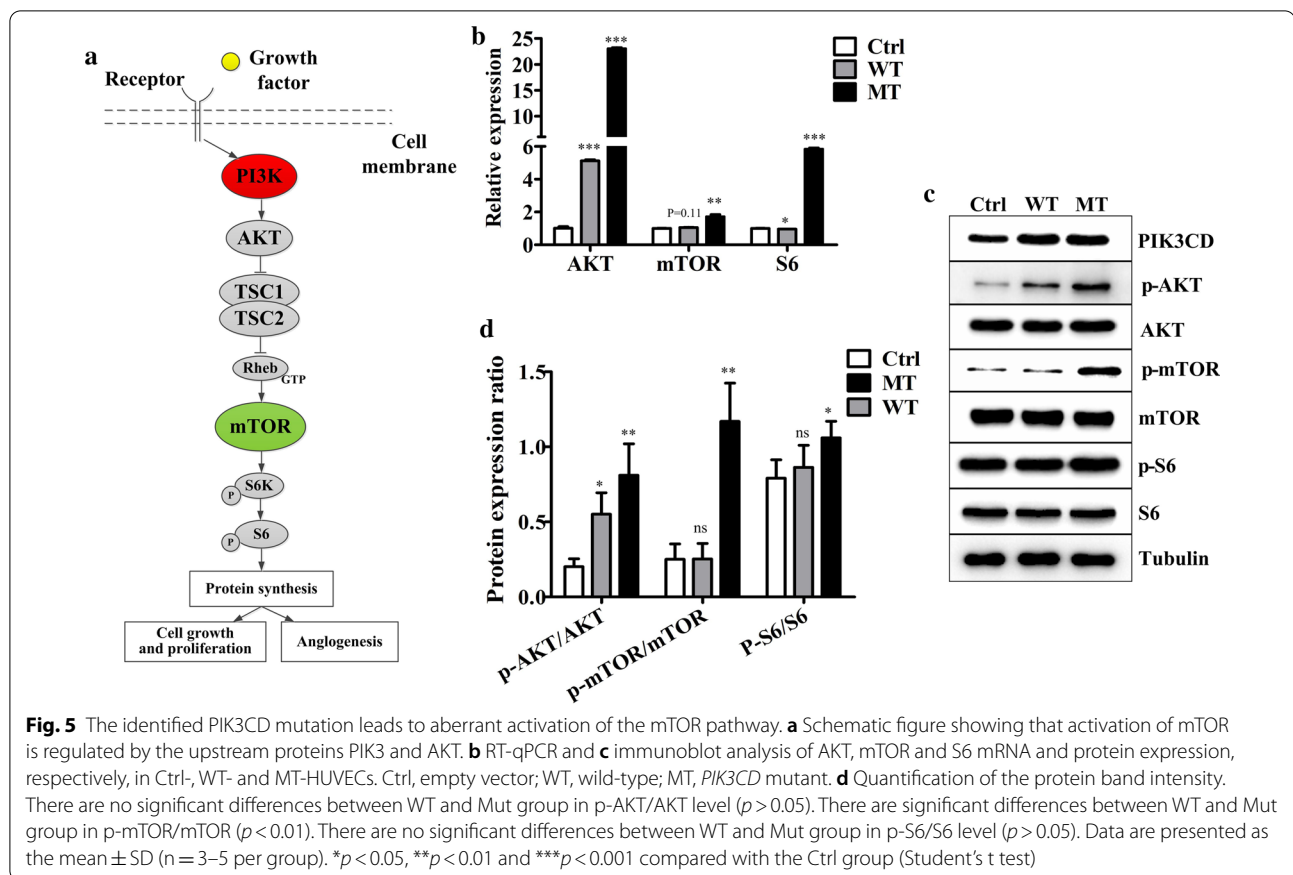 a
Growth
factor
Receptor
Cell
membrane
PI3K
AKT
TSC1
TSC2
Rheb
GTP
mTOR
S6K
P
S6
P
Protein synthesis
Cell growth
and proliferation
Anglogenesis
b
Relative expression
25
20
15
10
6
4
2
0
***
***
P=0.11
**
*
***
AKT
mTOR
S6
Ctrl
WT
MT
c
Ctrl WT MT
PIK3CD
p-AKT
AKT
p-mTOR
mTOR
p-S6
S6
Tubulin
d
Protein expression ratio
1.5
1.0
0.5
0.0
*
**
ns
**
ns
*
p-AKT/AKT
p-mTOR/mTOR
P-S6/S6
Ctrl
MT
WT
Fig. 5 The identified PIK3CD mutation leads to aberrant activation of the mTOR pathway. a Schematic figure showing that activation of mTOR
is regulated by the upstream proteins PIK3 and AKT. b RT-qPCR and c immunoblot analysis of AKT, mTOR and S6 mRNA and protein expression,
respectively, in Ctrl-, WT- and MT-HUVECs. Ctrl, empty vector; WT, wild-type; MT, PIK3CD mutant. d Quantification of the protein band intensity.
There are no significant differences between WT and Mut group in p-AKT/AKT level (p > 0.05). There are significant differences between WT and Mut
group in p-mTOR/mTOR (p < 0.01). There are no significant differences between WT and Mut group in p-S6/S6 level (p > 0.05). Data are presented as
the mean ± SD (n = 3–5 per group). *p < 0.05, **p < 0.01 and ***p < 0.001 compared with the Ctrl group (Student's t test)